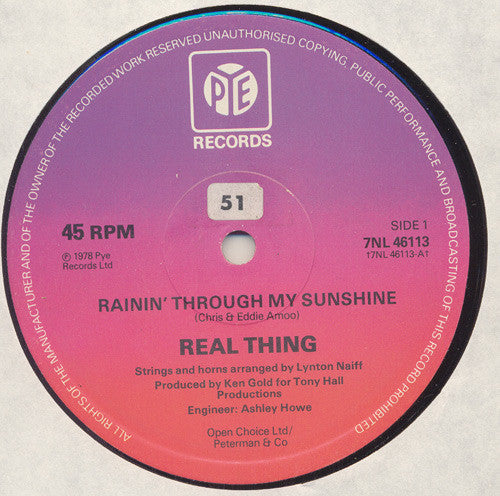 ALL RIGHTS OF THE MANUFACTURER AND OF THE OWNER OF THE RECORDED WORK RESERVED UNAUTHORISED COPYING, PUBLIC PERFORMANCE AND BROADCASTING OF THIS RECORD PROHIBITED
PYE
RECORDS
51
45 RPM
SIDE 1
7NL 46113
17NL 46113-A1
℗ 1978 Pye
Records Ltd
RAININ' THROUGH MY SUNSHINE
(Chris & Eddie Amoo)
REAL THING
Strings and horns arranged by Lynton Naiff
Produced by Ken Gold for Tony Hall
Productions
Engineer: Ashley Howe
Open Choice Ltd/
Peterman & Co